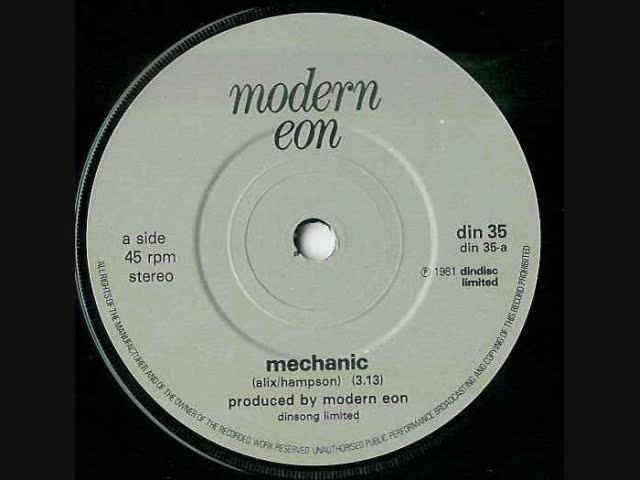 modern
eon
a side
45 rpm
stereo
din 35
din 35-a
℗ 1981 dindisc
limited
mechanic
(alix/hampson) (3.13)
produced by modern eon
dinsong limited
ALL RIGHTS OF THE MANUFACTURER AND OF THE OWNER OF THE RECORDED WORK RESERVED UNAUTHORISED PUBLIC PERFORMANCE BROADCASTING AND COPYING OF THIS RECORD PROHIBITED